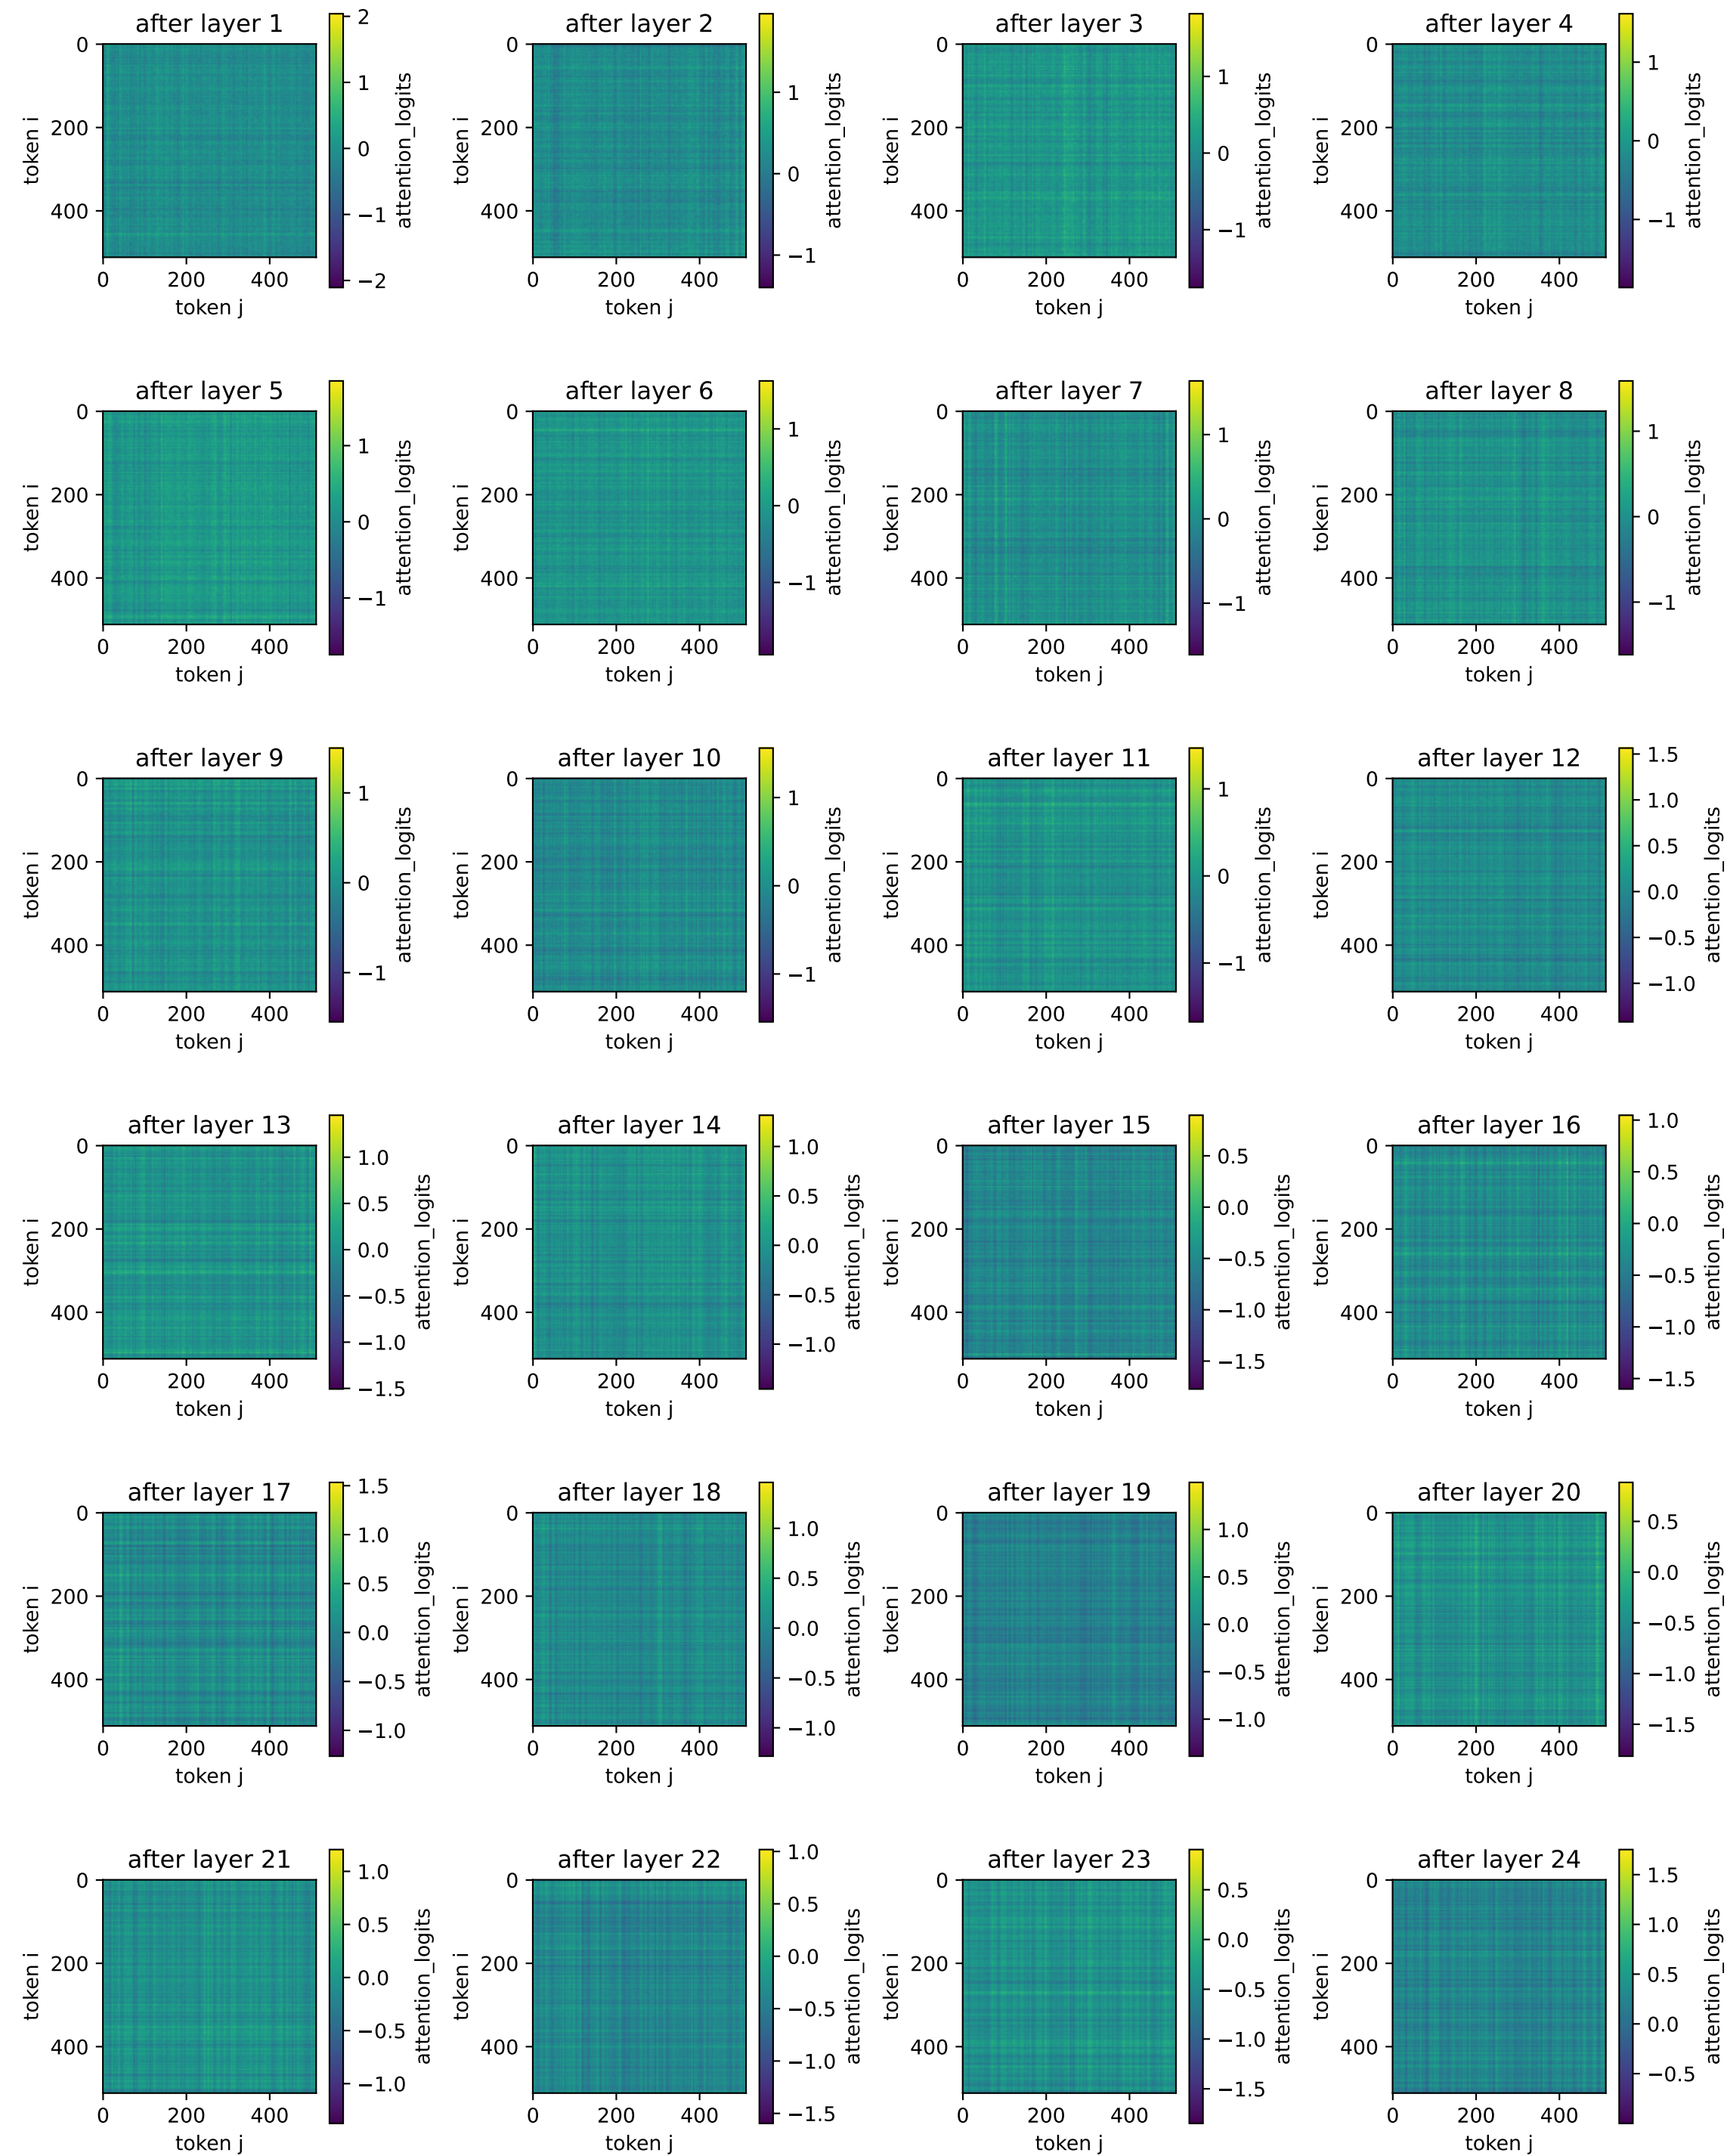 after layer 1
0
200
400
token i
0 200 400
token j
2
1
0
−1
−2
attention_logits
after layer 2
0
200
400
token i
0 200 400
token j
1
0
−1
attention_logits
after layer 3
0
200
400
token i
0 200 400
token j
1
0
−1
attention_logits
after layer 4
0
200
400
token i
0 200 400
token j
1
0
−1
attention_logits
after layer 5
0
200
400
token i
0 200 400
token j
1
0
−1
attention_logits
after layer 6
0
200
400
token i
0 200 400
token j
1
0
−1
attention_logits
after layer 7
0
200
400
token i
0 200 400
token j
1
0
−1
attention_logits
after layer 8
0
200
400
token i
0 200 400
token j
1
0
−1
attention_logits
after layer 9
0
200
400
token i
0 200 400
token j
1
0
−1
attention_logits
after layer 10
0
200
400
token i
0 200 400
token j
1
0
−1
attention_logits
after layer 11
0
200
400
token i
0 200 400
token j
1
0
−1
attention_logits
after layer 12
0
200
400
token i
0 200 400
token j
1.5
1.0
0.5
0.0
−0.5
−1.0
attention_logits
after layer 13
0
200
400
token i
0 200 400
token j
1.0
0.5
0.0
−0.5
−1.0
−1.5
attention_logits
after layer 14
0
200
400
token i
0 200 400
token j
1.0
0.5
0.0
−0.5
−1.0
attention_logits
after layer 15
0
200
400
token i
0 200 400
token j
0.5
0.0
−0.5
−1.0
−1.5
attention_logits
after layer 16
0
200
400
token i
0 200 400
token j
1.0
0.5
0.0
−0.5
−1.0
−1.5
attention_logits
after layer 17
0
200
400
token i
0 200 400
token j
1.5
1.0
0.5
0.0
−0.5
−1.0
attention_logits
after layer 18
0
200
400
token i
0 200 400
token j
1.0
0.5
0.0
−0.5
−1.0
attention_logits
after layer 19
0
200
400
token i
0 200 400
token j
1.0
0.5
0.0
−0.5
−1.0
attention_logits
after layer 20
0
200
400
token i
0 200 400
token j
0.5
0.0
−0.5
−1.0
−1.5
attention_logits
after layer 21
0
200
400
token i
0 200 400
token j
1.0
0.5
0.0
−0.5
−1.0
attention_logits
after layer 22
0
200
400
token i
0 200 400
token j
1.0
0.5
0.0
−0.5
−1.0
−1.5
attention_logits
after layer 23
0
200
400
token i
0 200 400
token j
0.5
0.0
−0.5
−1.0
−1.5
attention_logits
after layer 24
0
200
400
token i
0 200 400
token j
1.5
1.0
0.5
0.0
−0.5
attention_logits